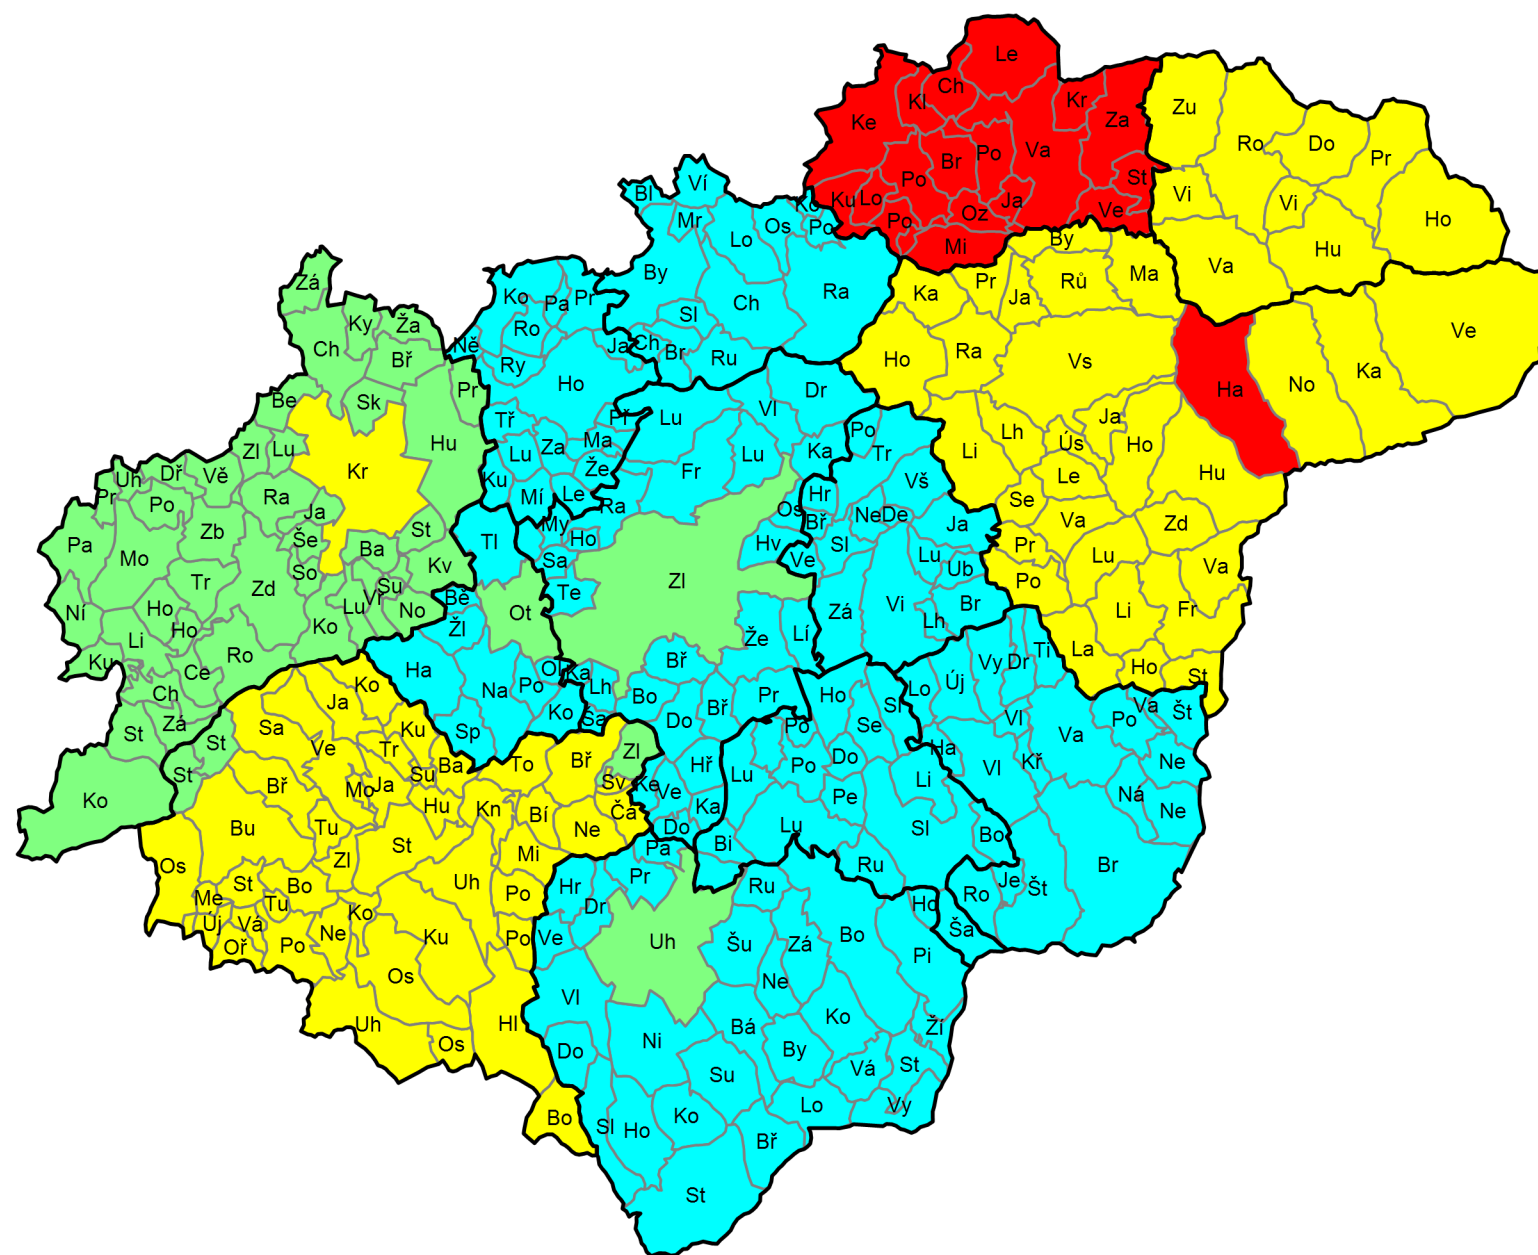 Le
Ch
Kl
Kr
Ke
Za
Zu
Ro
Do
Pr
Br
Po
Va
Po
St
Ku
Lo
Ja
Oz
Ve
Po
Mi
Vi
Vi
Ho
Hu
Va
Ví
Bl
Mr
Ko
Os
Po
Lo
By
Ch
Ra
Sl
Ch
Br
Ru
By
Pr
Ja
Rů
Ma
Ka
Ho
Ra
Vs
Ha
No
Ka
Ve
Zá
Ky
Ža
Ch
Bř
Pr
Be
Sk
Hu
Ko
Pa
Pr
Ro
Ně
Ry
Ja
Ho
Tř
Př
Lu
Za
Ma
Že
Ku
Mí
Le
Dr
Vl
Lu
Ka
Fr
Lu
Ra
Po
Tr
Vš
Hr
Os
Bř
Ne
De
Ja
Sl
Hv
Ve
Lu
Ub
Zá
Vi
Br
Lh
Li
Lh
Ja
Ús
Ho
Le
Hu
Se
Va
Zd
Pr
Lu
Va
Po
Li
Fr
La
Ho
St
Zl
Lu
Kr
Uh
Dř
Vě
Pr
Po
Ra
Ja
St
Pa
Mo
Zb
Še
Ba
Kv
So
Su
Tr
Zd
Ní
Ho
Lu
Vř
No
Li
Ho
Ko
Ku
Ce
Ro
Ch
Zá
St
St
St
Ko
Tl
My
Ho
Sa
Te
Zl
Ot
Bě
Žl
Ha
Na
Po
Ol
Ko
Sp
Ka
Lh
Ša
Bř
Že
Lí
Bo
Bř
Pr
Do
Hř
Ke
Ve
Ka
Do
Bi
Ho
Sl
Se
Po
Do
Po
Lu
Pe
Li
Lu
Sl
Ru
Lo
Új
Vy
Dr
Ti
Vl
Va
Po
Va
Št
Ha
Vl
Kř
Ne
Ná
Ne
Bo
Br
Je
Št
Ro
Ša
Ko
Ja
Sa
Ve
Ku
Tr
Su
Ba
To
Bř
Zl
Sv
Bř
Mo
Ja
Hu
Kn
Bí
Ča
Ne
Bu
Tu
St
Zl
Mi
Os
St
Bo
Me
Tu
Uh
Po
Új
Vá
Ko
Oř
Po
Ne
Ku
Po
Os
Uh
Os
Hl
Bo
Pa
Pr
Hr
Dr
Ve
Uh
Ru
Šu
Zá
Bo
Ho
Pi
Ne
Vl
Ko
Ží
Bá
Ni
By
Do
Su
Vá
St
Lo
Vy
Ko
Sl
Ho
Bř
St